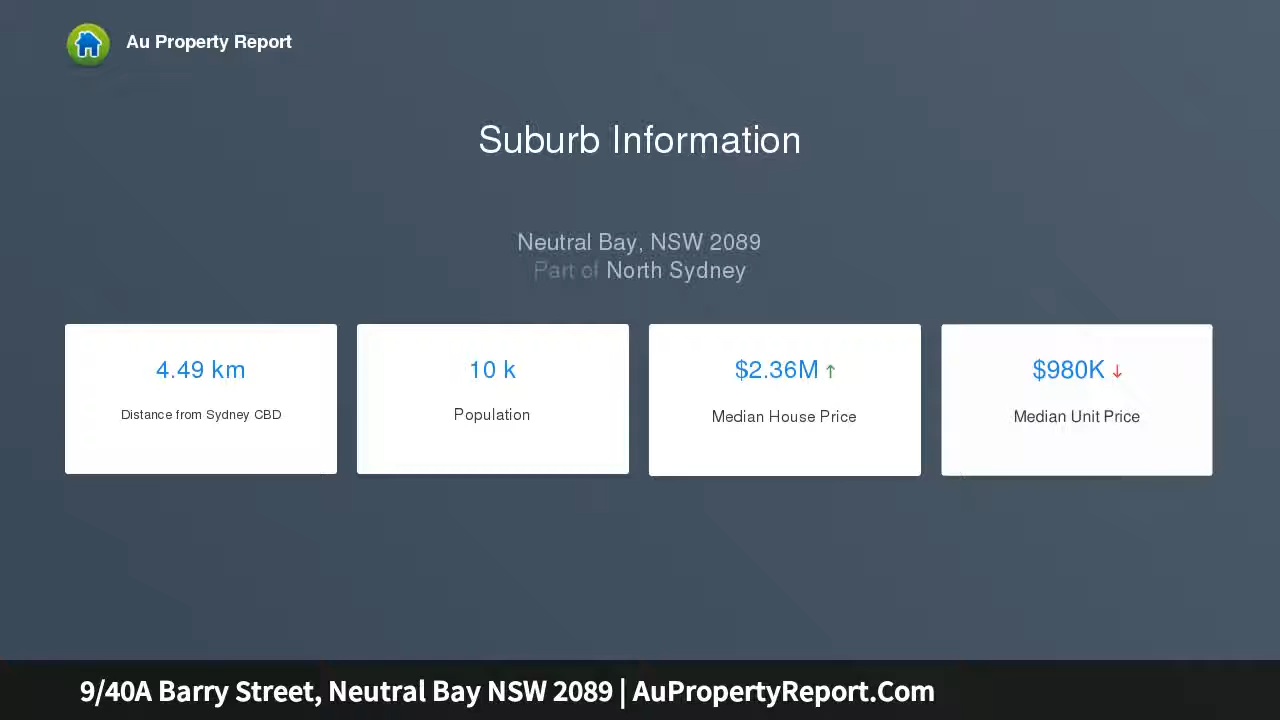 Au Property Report
Suburb Information
Neutral Bay, NSW 2089
Part of North Sydney
4.49 km
Distance from Sydney CBD
10 k
Population
$2.36M ↑
Median House Price
$980K ↓
Median Unit Price
9/40A Barry Street, Neutral Bay NSW 2089 | AuPropertyReport.Com